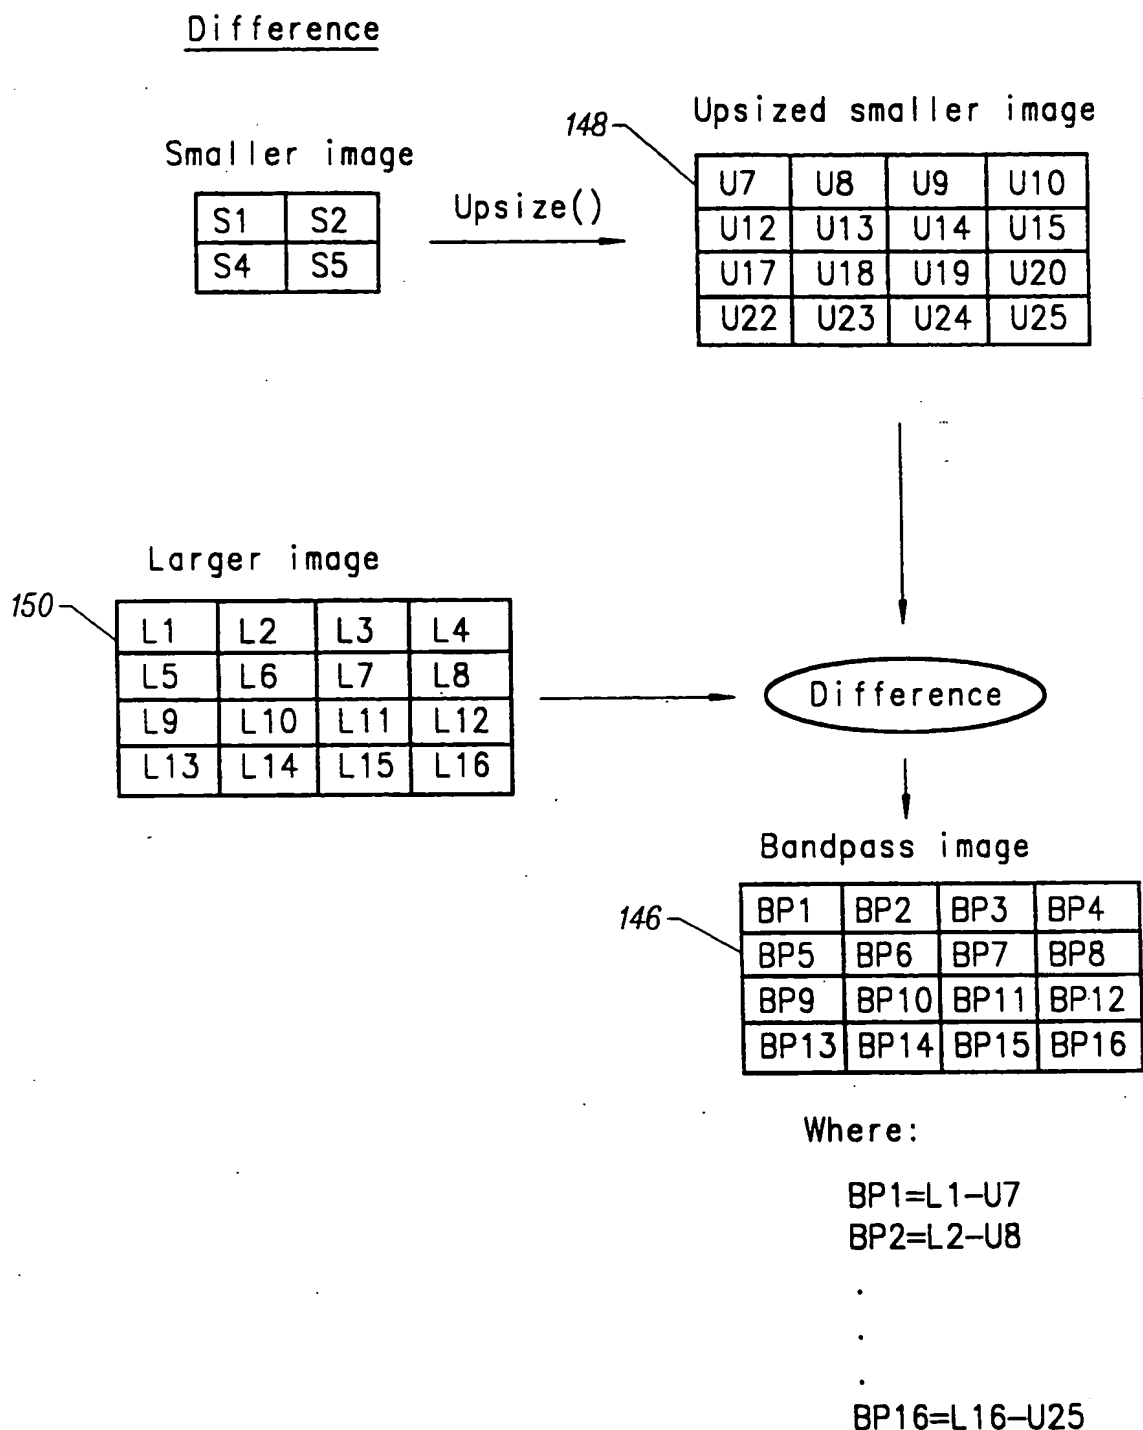 Difference
Smaller image
S1 S2
S4 S5
Upsize()
148
Upsized smaller image
U7 U8 U9 U10
U12 U13 U14 U15
U17 U18 U19 U20
U22 U23 U24 U25
Larger image
150
L1 L2 L3 L4
L5 L6 L7 L8
L9 L10 L11 L12
L13 L14 L15 L16
Difference
Bandpass image
146
BP1 BP2 BP3 BP4
BP5 BP6 BP7 BP8
BP9 BP10 BP11 BP12
BP13 BP14 BP15 BP16
Where:
BP1=L1-U7
BP2=L2-U8
.
.
.
BP16=L16-U25